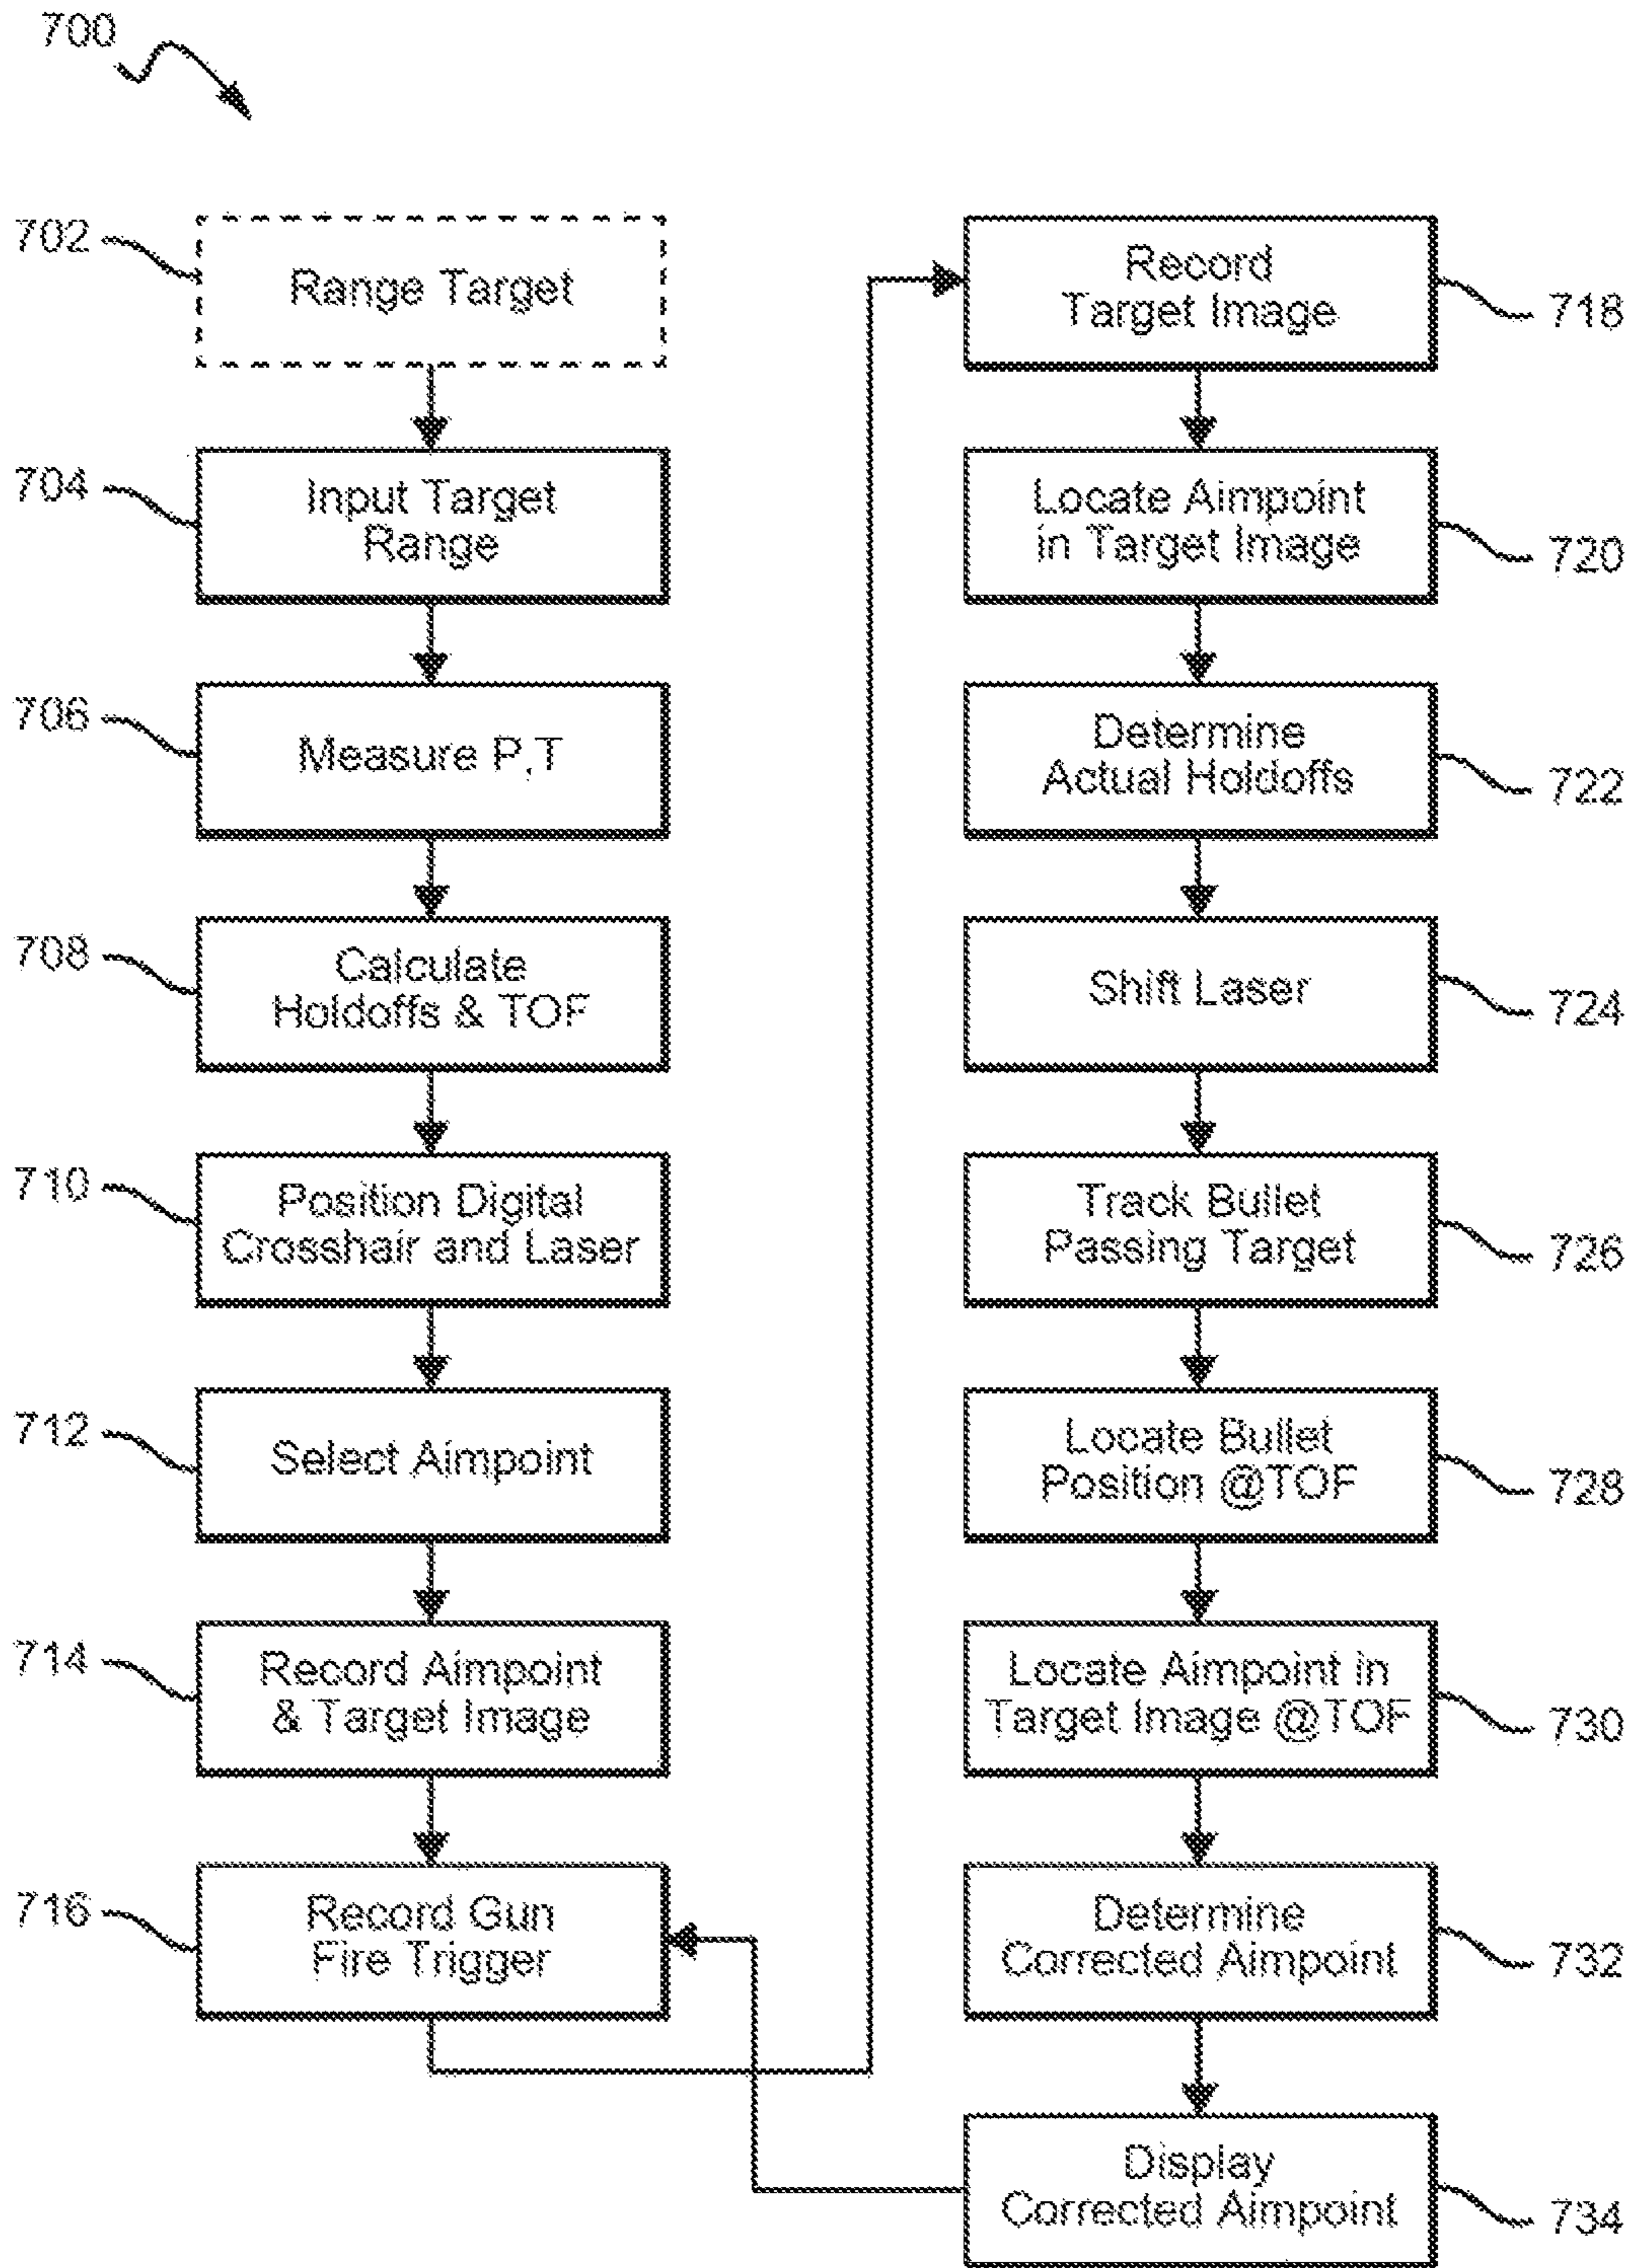 700
702
Range Target
704
Input Target
Range
706
Measure P,T
708
Calculate
Holdoffs & TOF
710
Position Digital
Crosshair and Laser
712
Select Aimpoint
714
Record Aimpoint
& Target Image
716
Record Gun
Fire Trigger
Record
Target Image
718
Locate Aimpoint
in Target Image
720
Determine
Actual Holdoffs
722
Shift Laser
724
Track Bullet
Passing Target
726
Locate Bullet
Position @TOF
728
Locate Aimpoint in
Target Image @TOF
730
Determine
Corrected Aimpoint
732
Display
Corrected Aimpoint
734